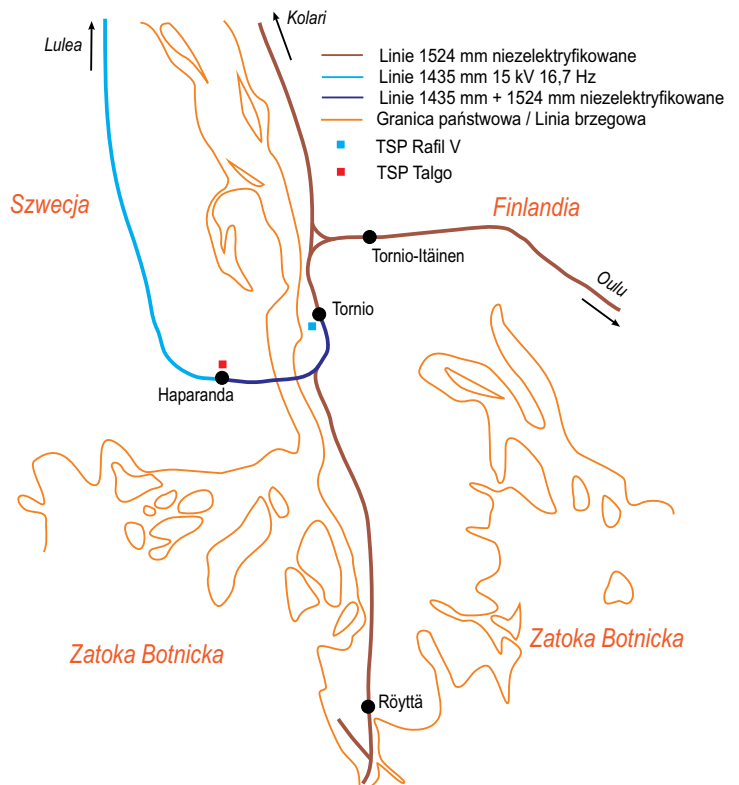 Kolari
Lulea
Linie 1524 mm niezelektryfikowane
Linie 1435 mm 15 kV 16,7 Hz
Linie 1435 mm + 1524 mm niezelektryfikowane
Granica państwowa / Linia brzegowa
TSP Rafil V
TSP Talgo
Szwecja
Finlandia
Tornio-Itäinen
Oulu
Tornio
Haparanda
Zatoka Botnicka
Zatoka Botnicka
Röyttä